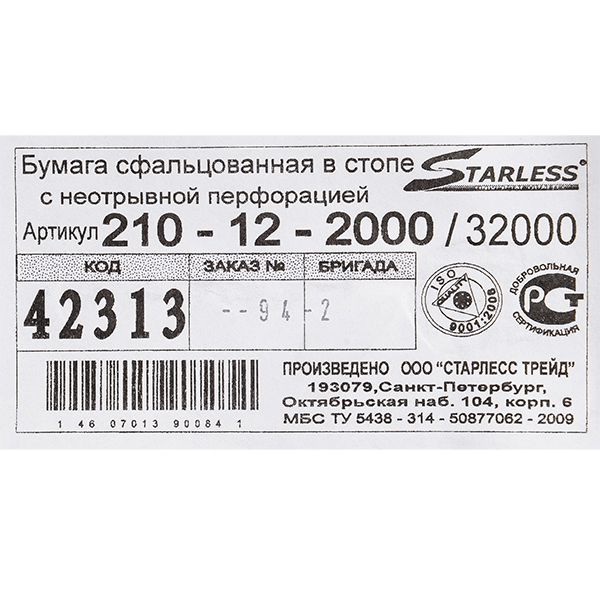 Бумага сфальцованная в стопе
STARLESS®
с неотрывной перфорацией
Артикул 210 - 12 - 2000 / 32000
КОД ЗАКАЗ № БРИГАДА
42313 --94-2
ISO
QUALITY
9001:2008
ДОБРОВОЛЬНАЯ
РСТ
СЕРТИФИКАЦИЯ
ПРОИЗВЕДЕНО ООО "СТАРЛЕСС ТРЕЙД"
193079,Санкт-Петербург,
Октябрьская наб. 104, корп. 6
МБС ТУ 5438 - 314 - 50877062 - 2009
1 46 07013 90084 1